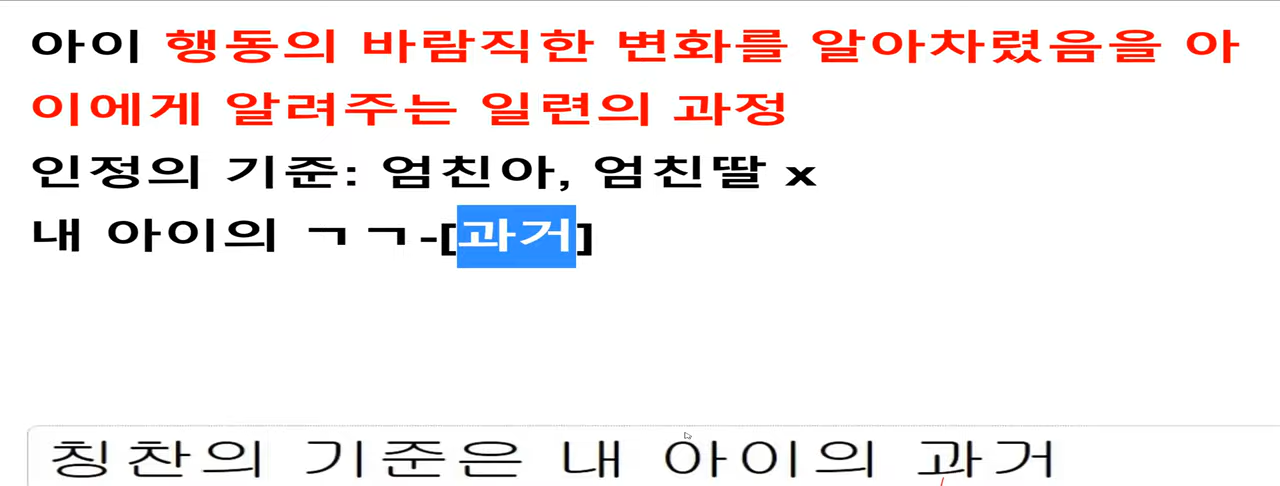 아이 행동의 바람직한 변화를 알아차렸음을 아
이에게 알려주는 일련의 과정
인정의 기준: 엄친아, 엄친딸 x
내 아이의 ㄱㄱ-[과거]
칭찬의 기준은 내 아이의 과거